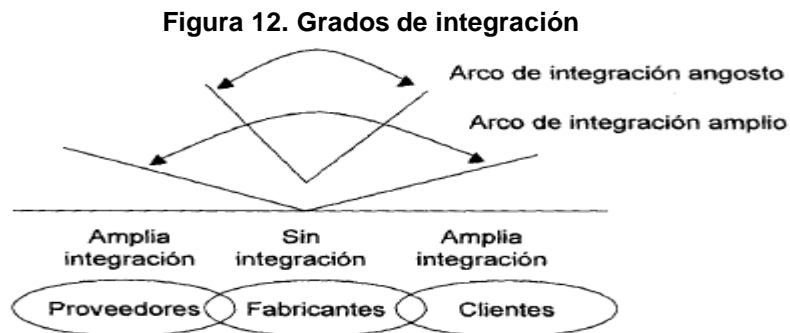 Figura 12. Grados de integración
Arco de integración angosto
Arco de integración amplio
Amplia integración
Sin integración
Amplia integración
Proveedores
Fabricantes
Clientes